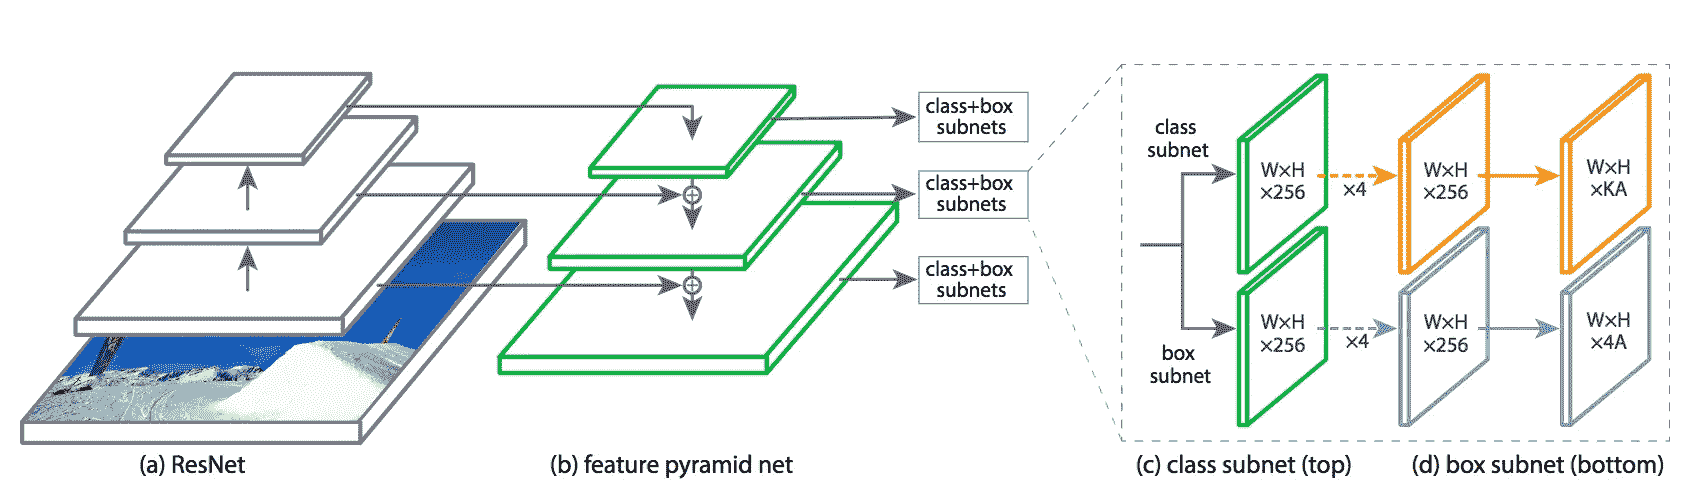 class+box
subnets
class+box
subnets
class+box
subnets
class
subnet
W×H
×256
×4
W×H
×256
W×H
×KA
box
subnet
W×H
×256
×4
W×H
×256
W×H
×4A
(a) ResNet
(b) feature pyramid net
(c) class subnet (top)
(d) box subnet (bottom)